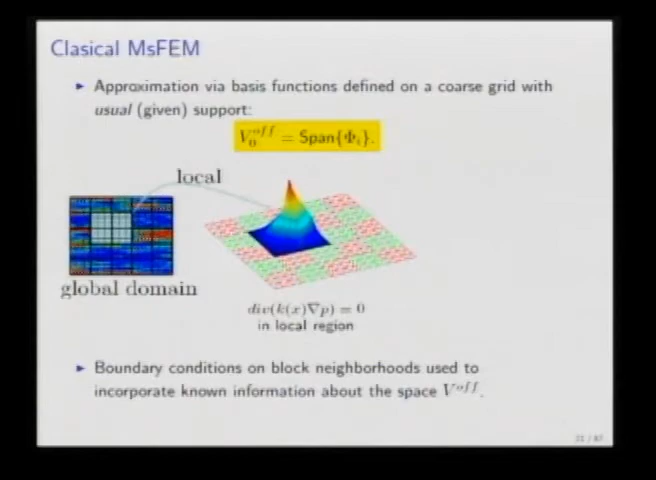 Clasical MsFEM
▸ Approximation via basis functions defined on a coarse grid with
usual (given) support:
V_0^{off} = Span{Φ_i}.
local
global domain
div(k(x)∇p) = 0
in local region
▸ Boundary conditions on block neighborhoods used to
incorporate known information about the space V^{off}.